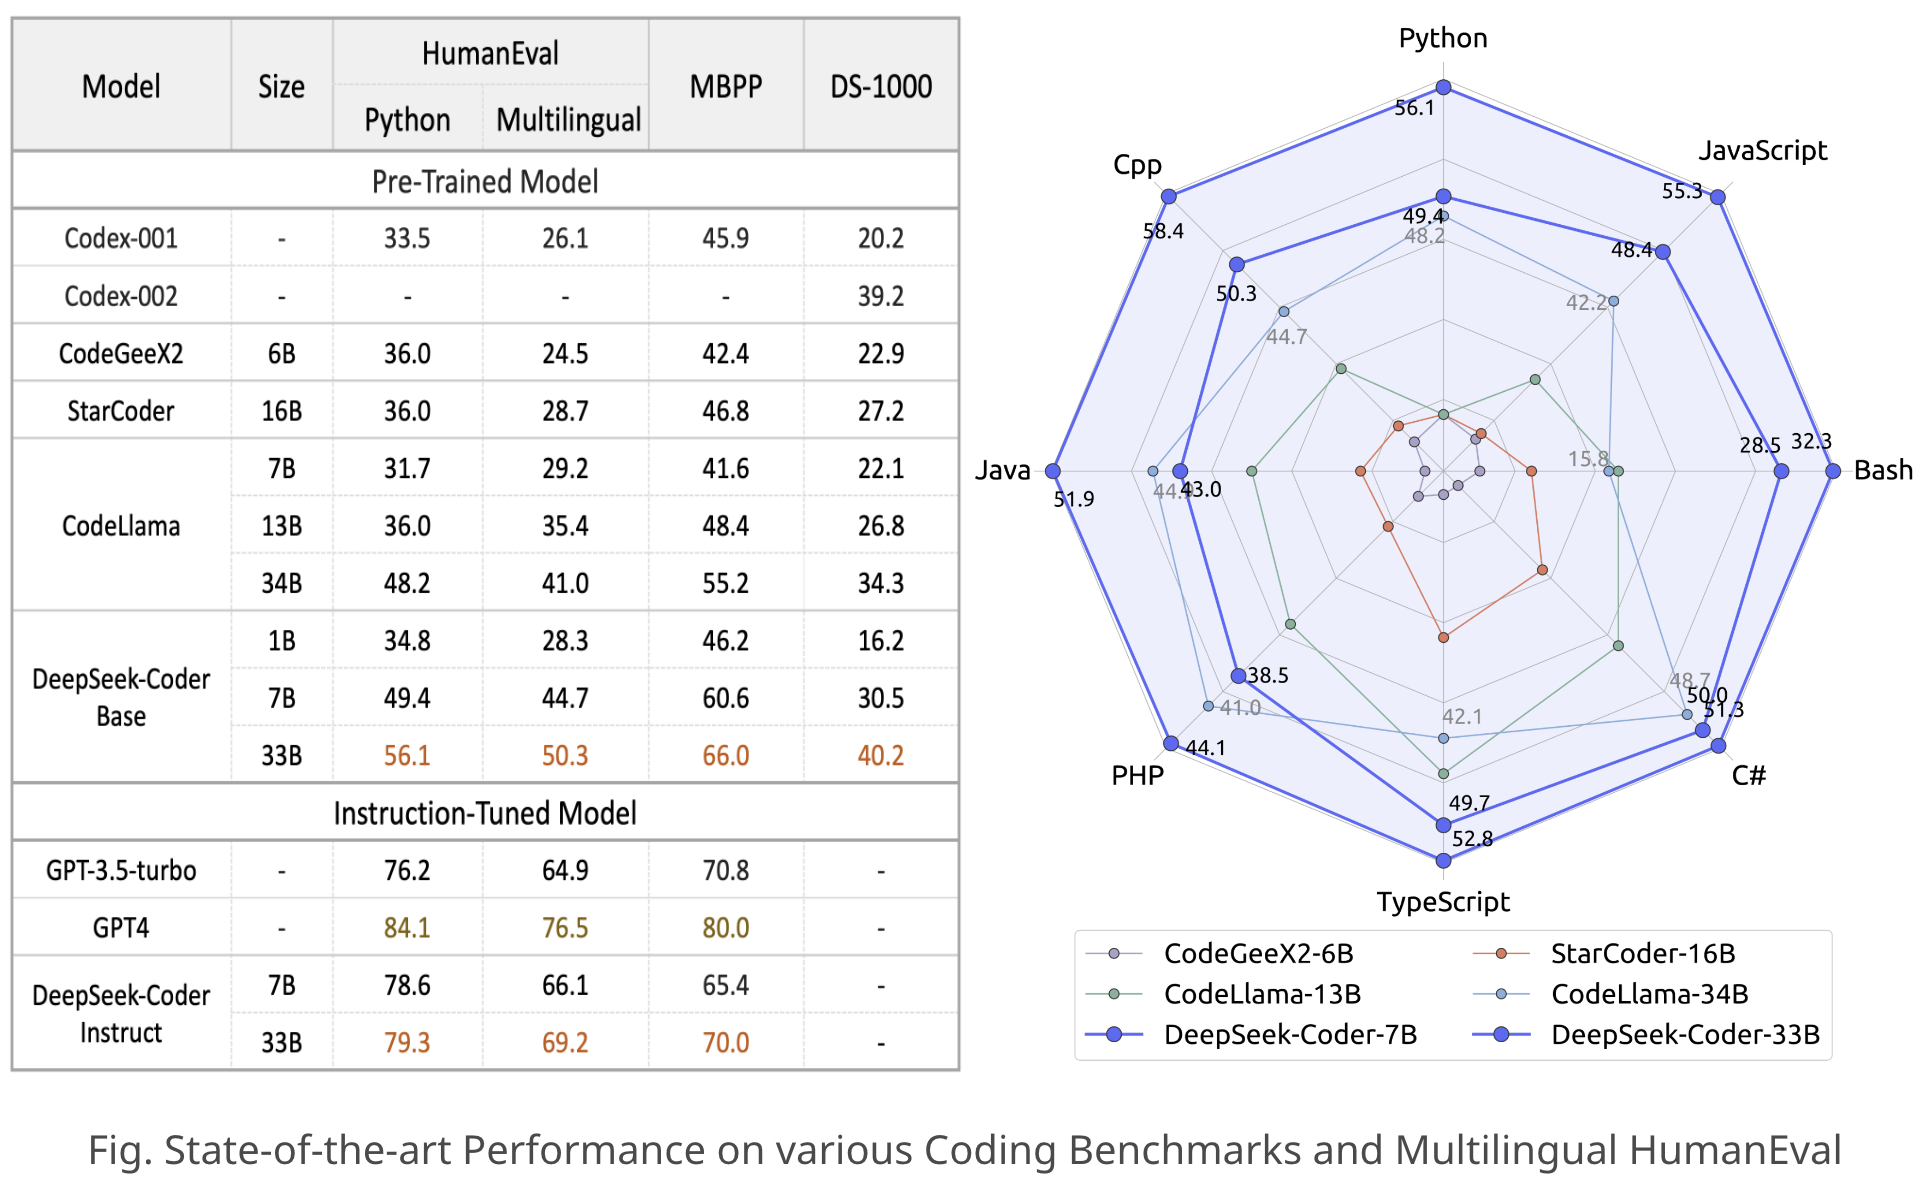 Model Size HumanEval MBPP DS-1000
Python Multilingual
Pre-Trained Model
Codex-001 - 33.5 26.1 45.9 20.2
Codex-002 - - - - 39.2
CodeGeeX2 6B 36.0 24.5 42.4 22.9
StarCoder 16B 36.0 28.7 46.8 27.2
CodeLlama 7B 31.7 29.2 41.6 22.1
13B 36.0 35.4 48.4 26.8
34B 48.2 41.0 55.2 34.3
DeepSeek-Coder Base 1B 34.8 28.3 46.2 16.2
7B 49.4 44.7 60.6 30.5
33B 56.1 50.3 66.0 40.2
Instruction-Tuned Model
GPT-3.5-turbo - 76.2 64.9 70.8 -
GPT4 - 84.1 76.5 80.0 -
DeepSeek-Coder Instruct 7B 78.6 66.1 65.4 -
33B 79.3 69.2 70.0 -
Python
56.1
49.4
48.2
JavaScript
55.3
48.4
42.2
Bash
32.3
28.5
15.8
C#
48.7
50.0
51.3
TypeScript
42.1
49.7
52.8
PHP
38.5
41.0
44.1
Java
51.9
43.0
Cpp
58.4
50.3
44.7
CodeGeeX2-6B
StarCoder-16B
CodeLlama-13B
CodeLlama-34B
DeepSeek-Coder-7B
DeepSeek-Coder-33B
Fig. State-of-the-art Performance on various Coding Benchmarks and Multilingual HumanEval